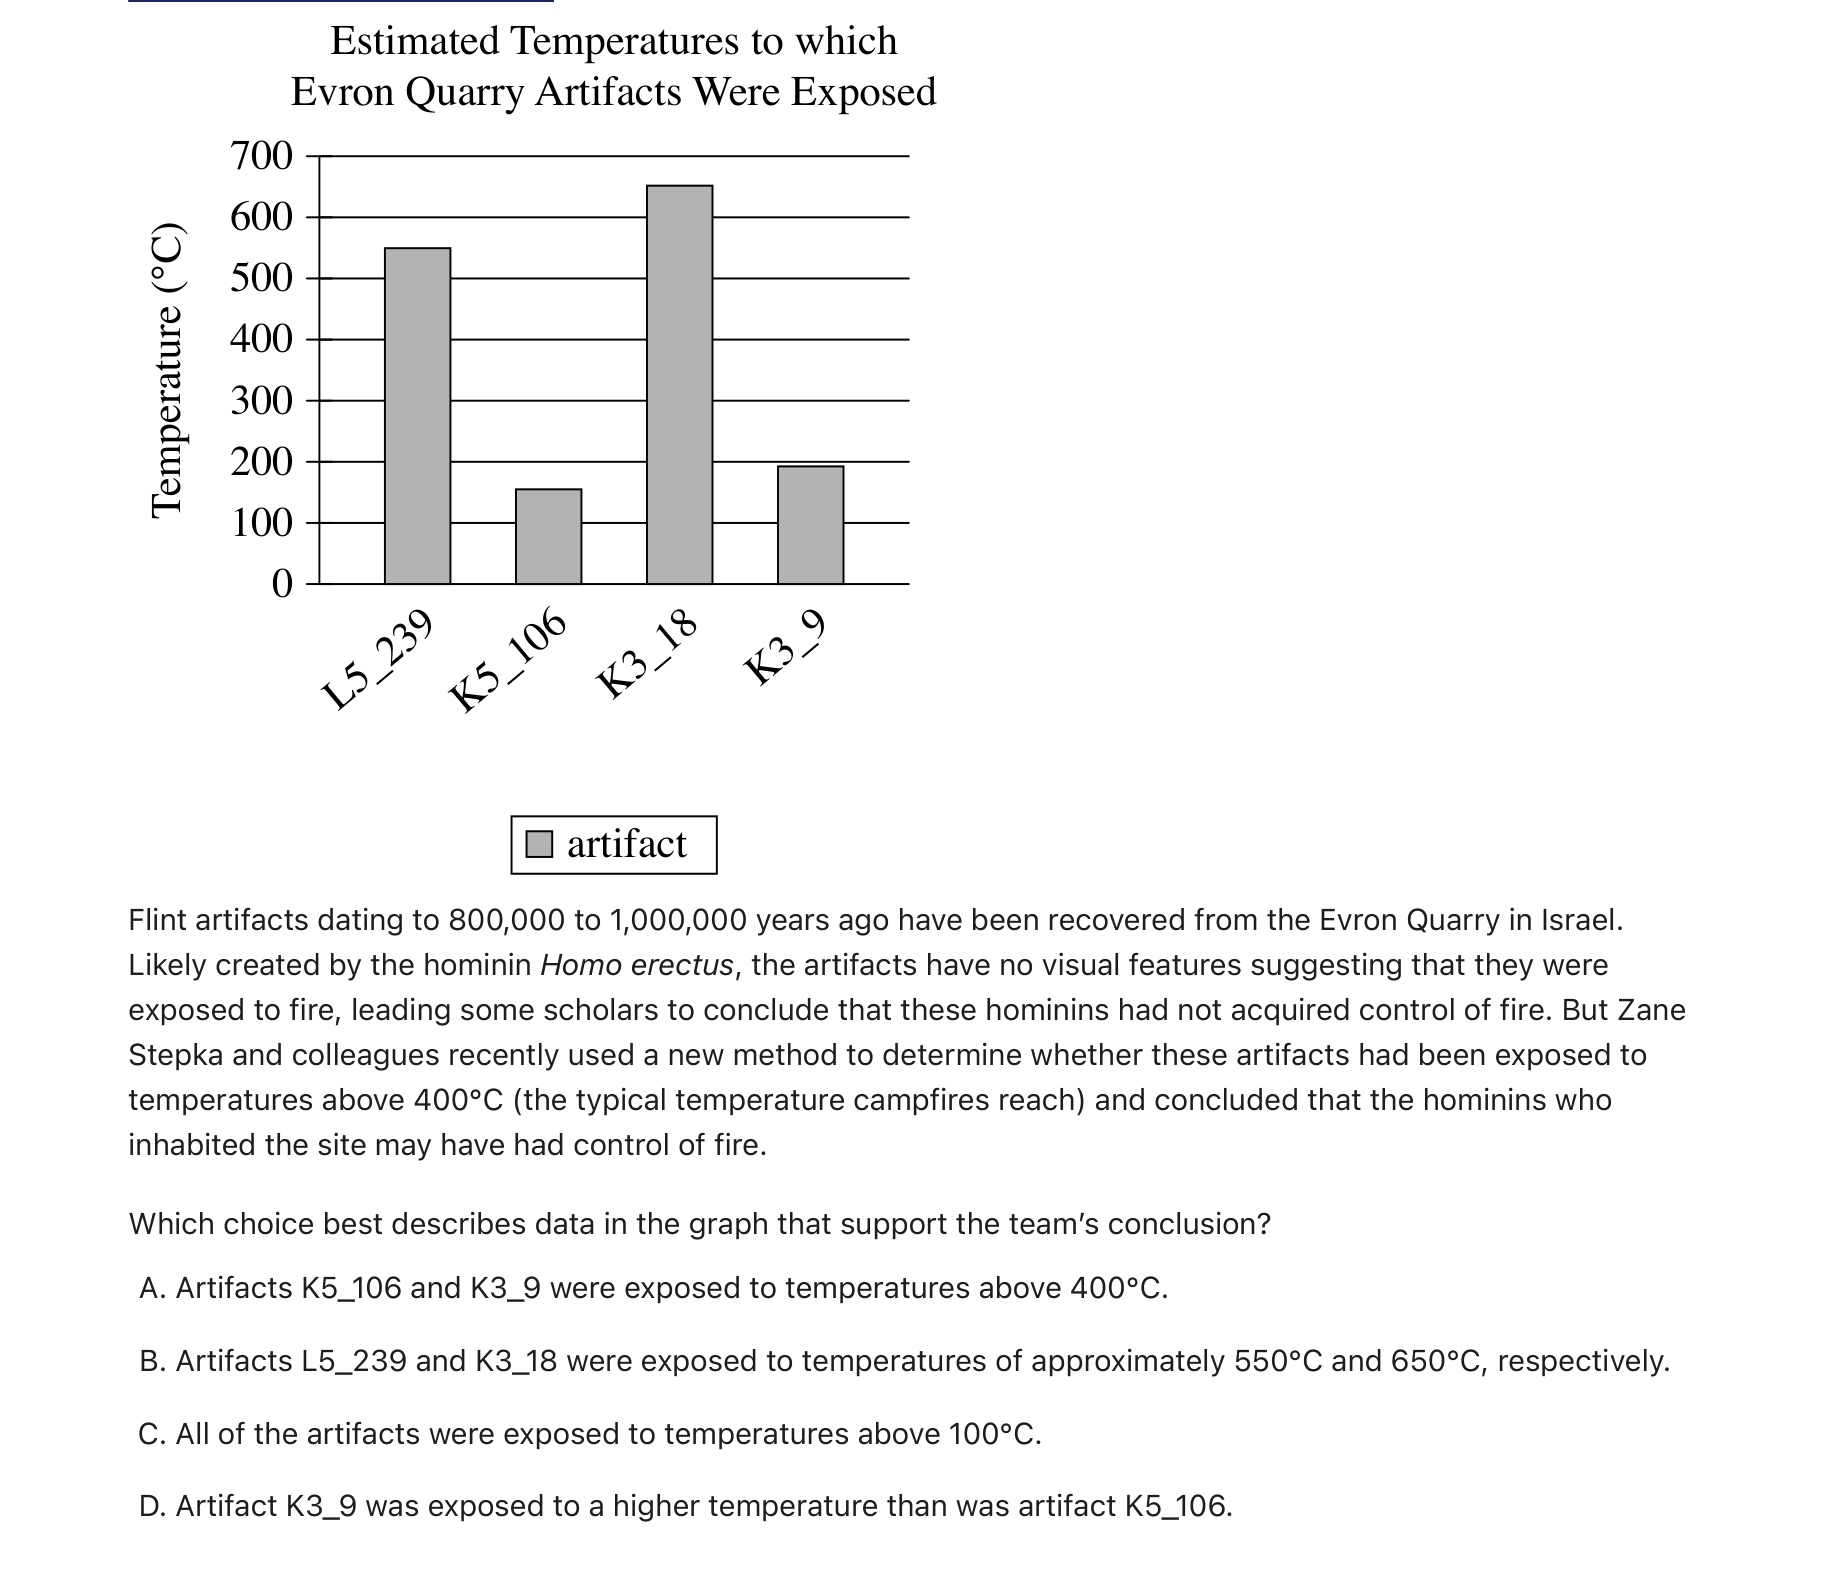 Estimated Temperatures to which
Evron Quarry Artifacts Were Exposed
Temperature (°C)
700
600
500
400
300
200
100
0
L5_239
K5_106
K3_18
K3_9
artifact
Flint artifacts dating to 800,000 to 1,000,000 years ago have been recovered from the Evron Quarry in Israel.
Likely created by the hominin Homo erectus, the artifacts have no visual features suggesting that they were
exposed to fire, leading some scholars to conclude that these hominins had not acquired control of fire. But Zane
Stepka and colleagues recently used a new method to determine whether these artifacts had been exposed to
temperatures above 400°C (the typical temperature campfires reach) and concluded that the hominins who
inhabited the site may have had control of fire.
Which choice best describes data in the graph that support the team’s conclusion?
A. Artifacts K5_106 and K3_9 were exposed to temperatures above 400°C.
B. Artifacts L5_239 and K3_18 were exposed to temperatures of approximately 550°C and 650°C, respectively.
C. All of the artifacts were exposed to temperatures above 100°C.
D. Artifact K3_9 was exposed to a higher temperature than was artifact K5_106.